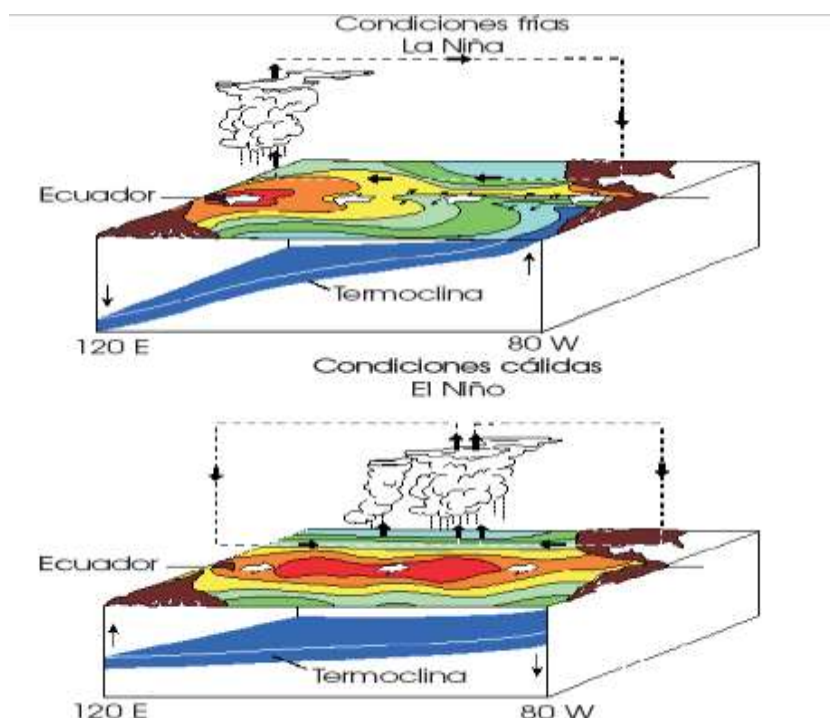 Condiciones frías
La Niña
Ecuador
Termoclina
120 E
80 W
Condiciones cálidas
El Niño
Ecuador
Termoclina
120 E
80 W